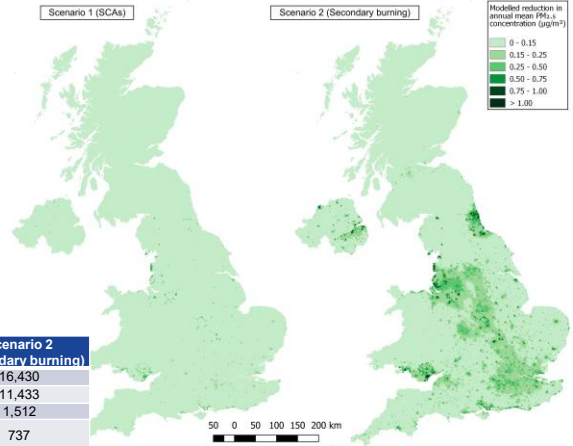 Scenario 1 (SCAs)
Scenario 2 (Secondary burning)
Modelled reduction in
annual mean PM₂.₅
concentration (µg/m³)
0 - 0.15
0.15 - 0.25
0.25 - 0.50
0.50 - 0.75
0.75 - 1.00
> 1.00
cenario 2
dary burning)
16,430
11,433
1,512
737
50 0 50 100 150 200 km